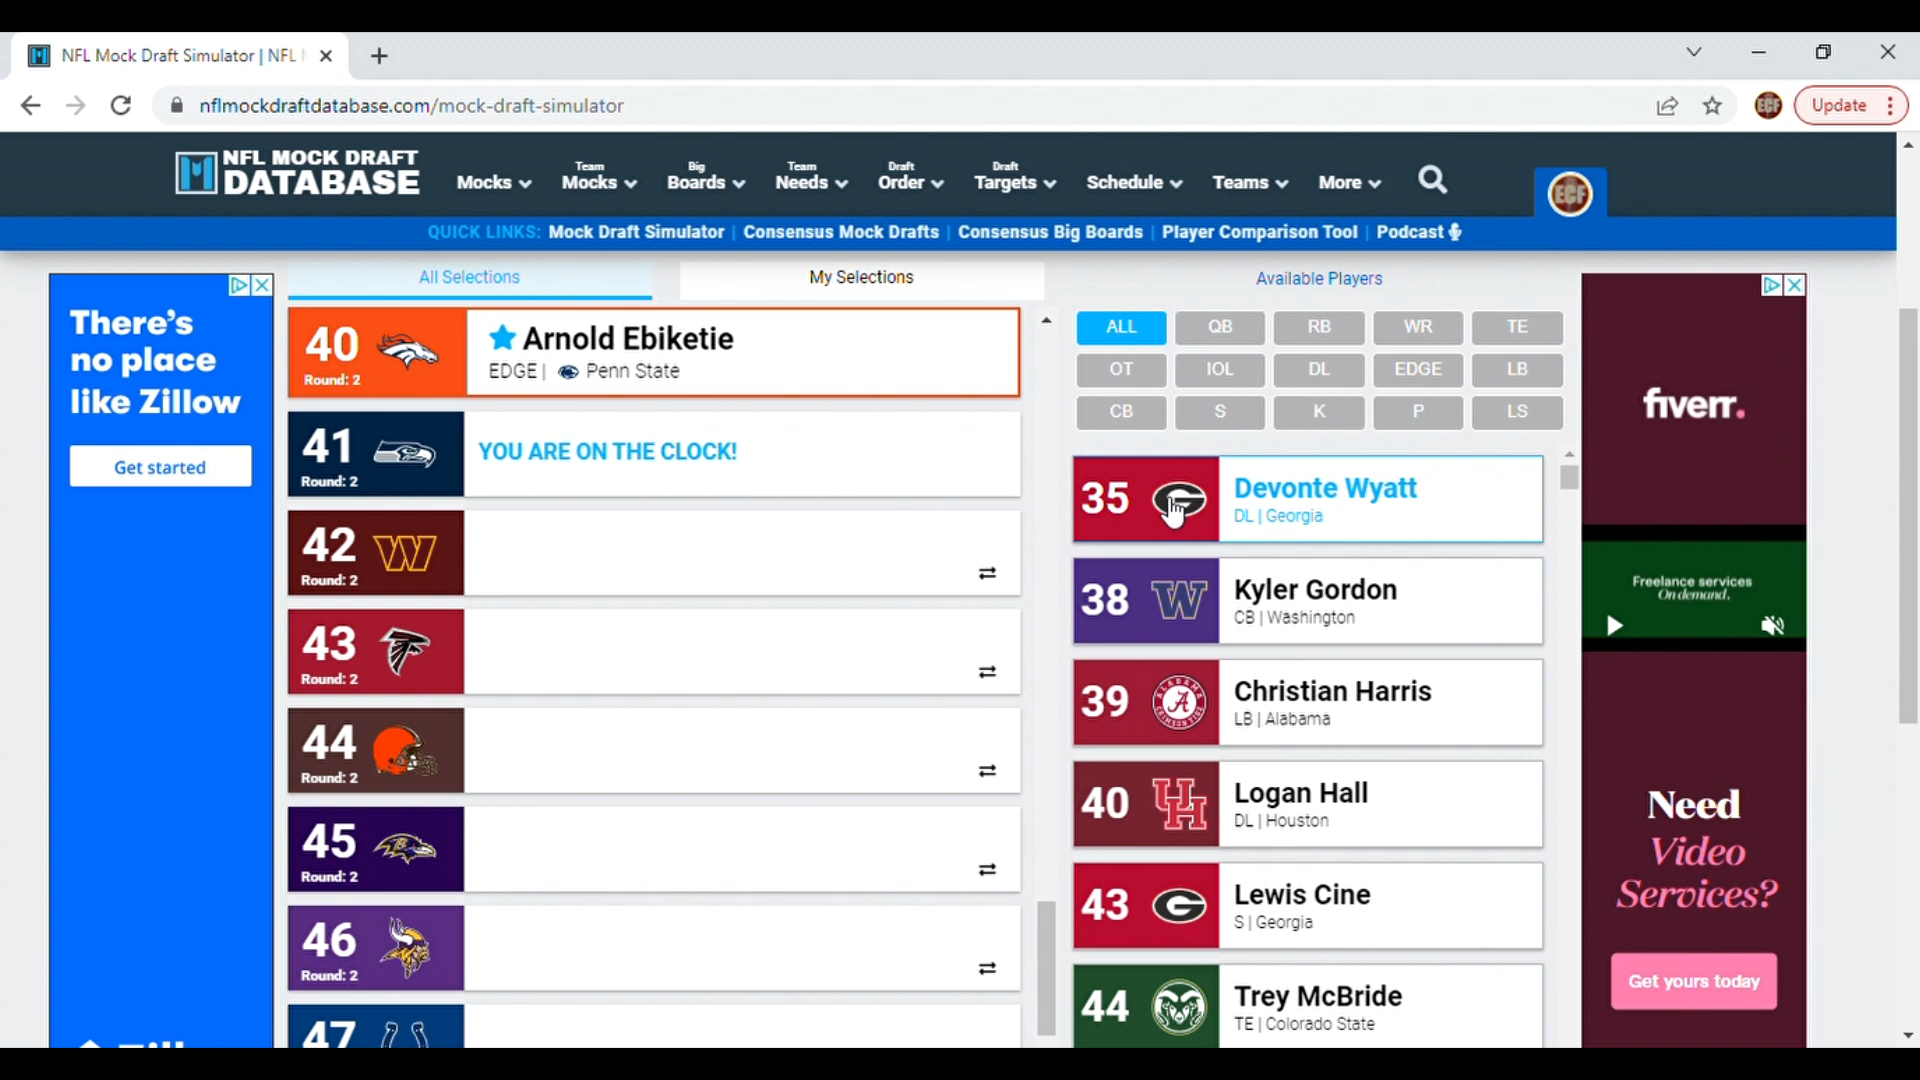 NFL Mock Draft Simulator | NFL
nflmockdraftdatabase.com/mock-draft-simulator
ECF
Update
NFL MOCK DRAFT
DATABASE
Mocks
Team
Mocks
Big
Boards
Team
Needs
Draft
Order
Draft
Targets
Schedule
Teams
More
ECF
QUICK LINKS: Mock Draft Simulator | Consensus Mock Drafts | Consensus Big Boards | Player Comparison Tool | Podcast
There's
no place
like Zillow
Get started
All Selections
My Selections
40
Round: 2
Arnold Ebiketie
EDGE | Penn State
41
Round: 2
YOU ARE ON THE CLOCK!
42
Round: 2
43
Round: 2
44
Round: 2
45
Round: 2
46
Round: 2
47
Available Players
ALL QB RB WR TE
OT IOL DL EDGE LB
CB S K P LS
35
Devonte Wyatt
DL | Georgia
38
Kyler Gordon
CB | Washington
39
Christian Harris
LB | Alabama
40
Logan Hall
DL | Houston
43
Lewis Cine
S | Georgia
44
Trey McBride
TE | Colorado State
fiverr.
Freelance services
On demand.
Need
Video
Services?
Get yours today